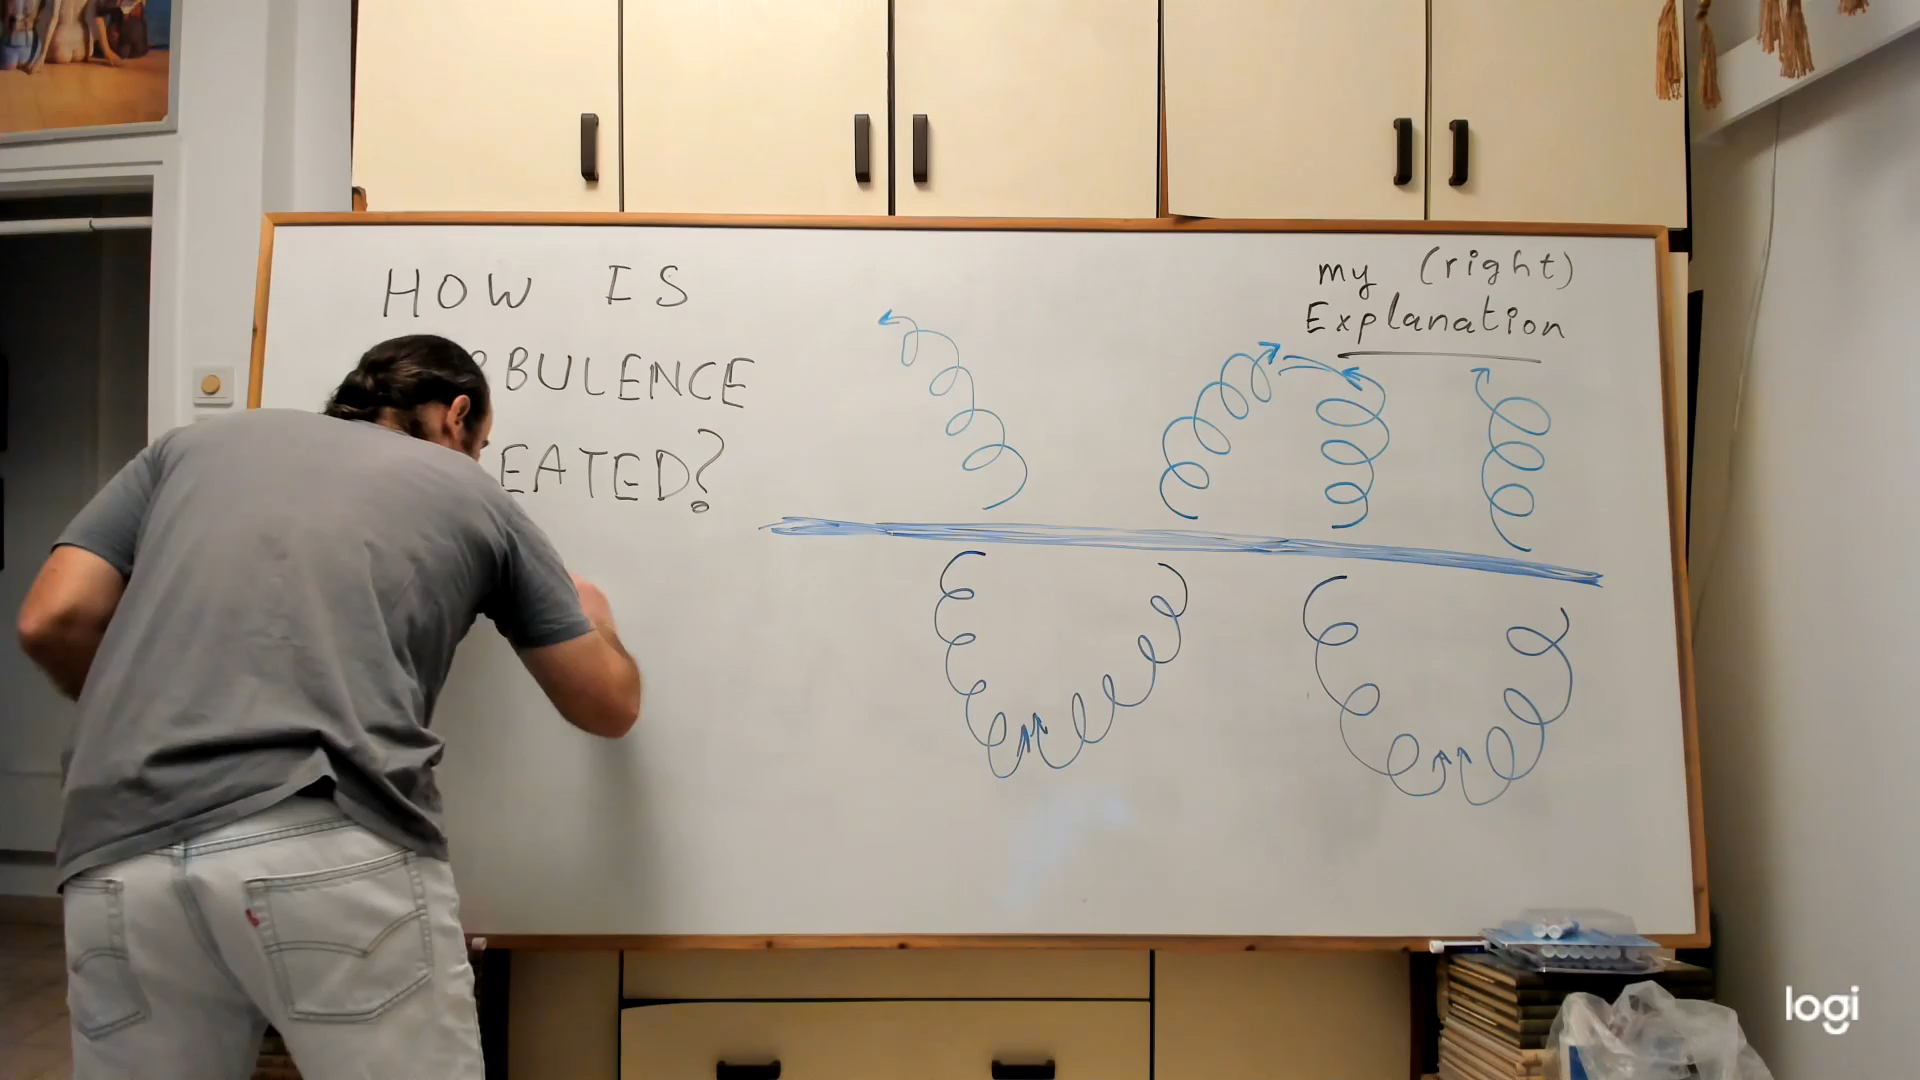 HOW IS
BULENCE
EATED?
my (right)
Explanation
logi